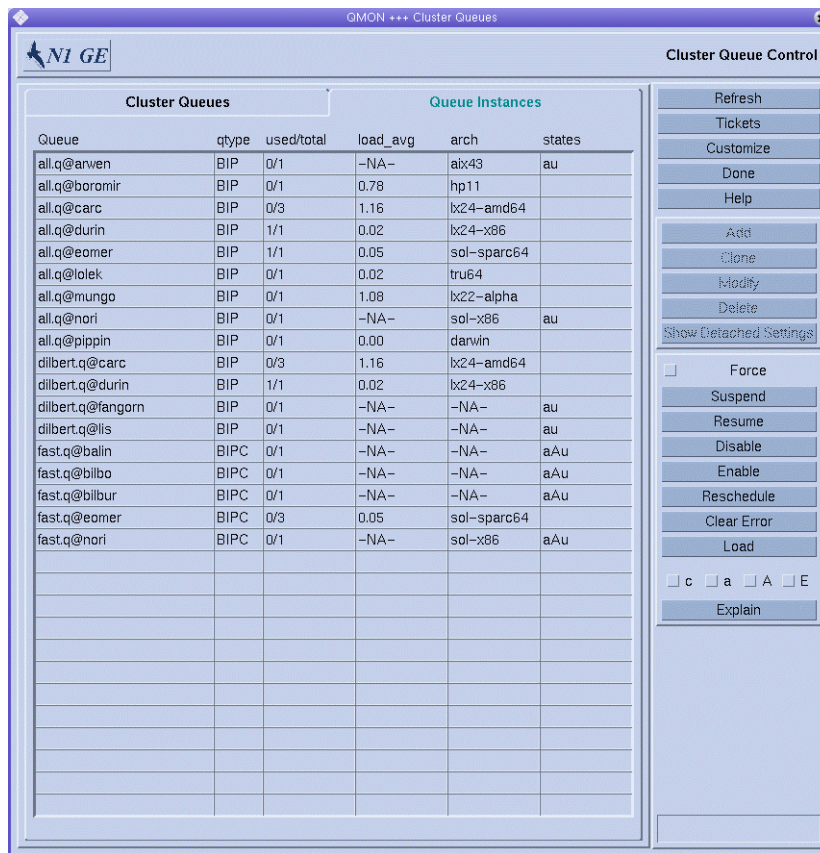 QMON +++ Cluster Queues
N1 GE
Cluster Queue Control
Cluster Queues Queue Instances
Queue qtype used/total load_avg arch states
all.q@arwen BIP 0/1 -NA- aix43 au
all.q@boromir BIP 0/1 0.78 hp11
all.q@carc BIP 0/3 1.16 lx24-amd64
all.q@durin BIP 1/1 0.02 lx24-x86
all.q@eomer BIP 1/1 0.05 sol-sparc64
all.q@lolek BIP 0/1 0.02 tru64
all.q@mungo BIP 0/1 1.08 lx22-alpha
all.q@nori BIP 0/1 -NA- sol-x86 au
all.q@pippin BIP 0/1 0.00 darwin
dilbert.q@carc BIP 0/3 1.16 lx24-amd64
dilbert.q@durin BIP 1/1 0.02 lx24-x86
dilbert.q@fangorn BIP 0/1 -NA- -NA- au
dilbert.q@lis BIP 0/1 -NA- -NA- au
fast.q@balin BIPC 0/1 -NA- -NA- aAu
fast.q@bilbo BIPC 0/1 -NA- -NA- aAu
fast.q@bilbur BIPC 0/1 -NA- -NA- aAu
fast.q@eomer BIPC 0/3 0.05 sol-sparc64
fast.q@nori BIPC 0/1 -NA- sol-x86 aAu
Refresh
Tickets
Customize
Done
Help
Add
Clone
Modify
Delete
Show Detached Settings
Force
Suspend
Resume
Disable
Enable
Reschedule
Clear Error
Load
c a A E
Explain